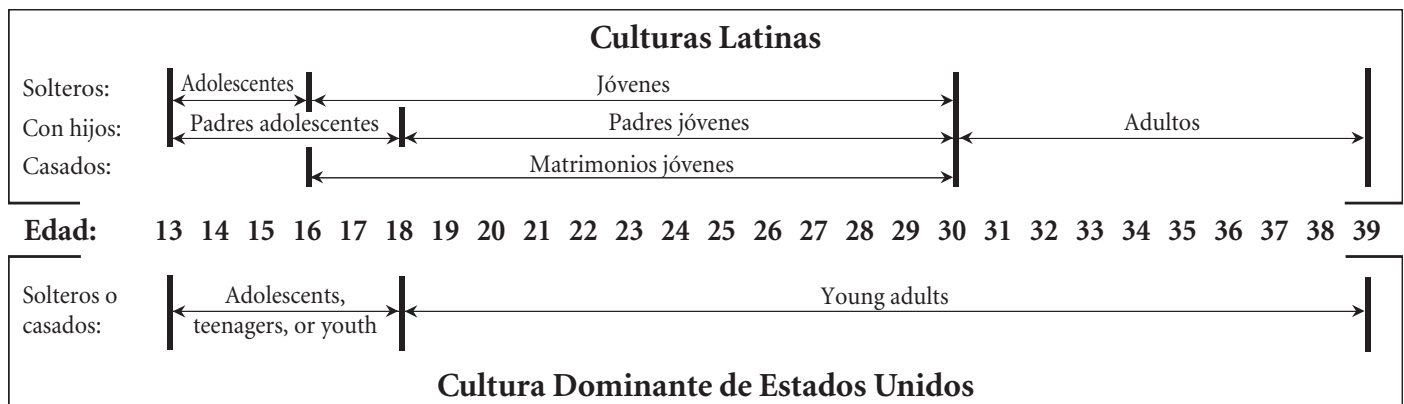 Culturas Latinas
Solteros: Adolescentes Jóvenes
Con hijos: Padres adolescentes Padres jóvenes Adultos
Casados: Matrimonios jóvenes
Edad: 13 14 15 16 17 18 19 20 21 22 23 24 25 26 27 28 29 30 31 32 33 34 35 36 37 38 39
Solteros o casados:
Adolescents,
teenagers, or youth
Young adults
Cultura Dominante de Estados Unidos